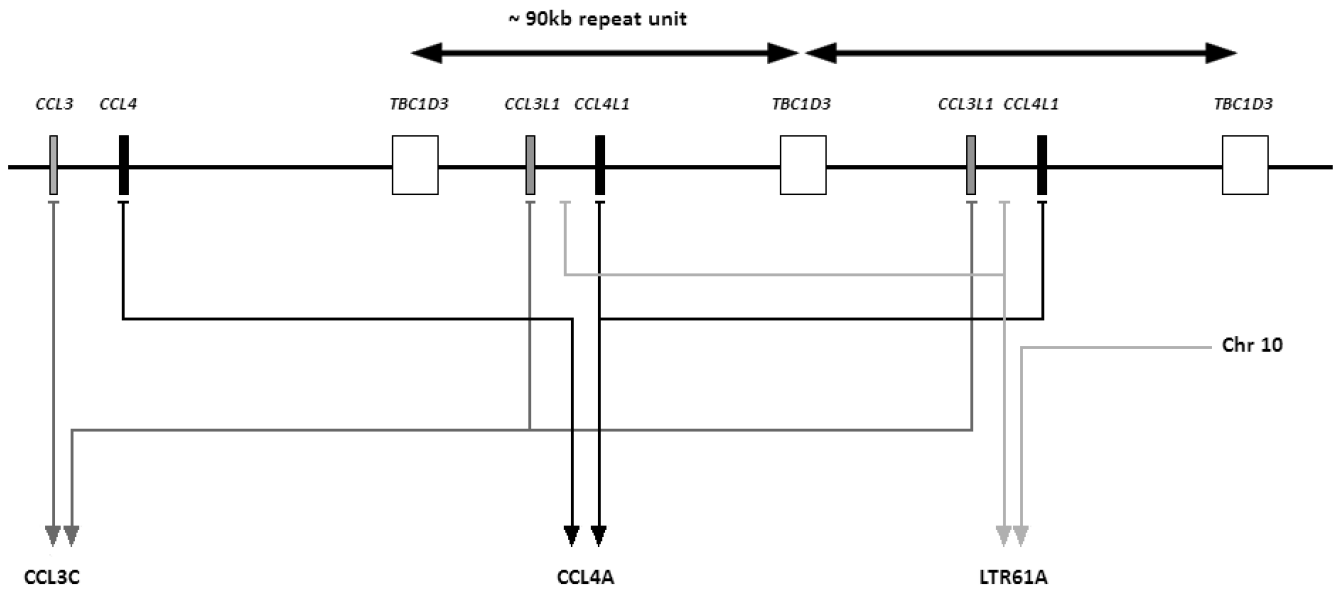 ~ 90kb repeat unit
CCL3 CCL4 TBC1D3 CCL3L1 CCL4L1 TBC1D3 CCL3L1 CCL4L1 TBC1D3
Chr 10
CCL3C CCL4A LTR61A